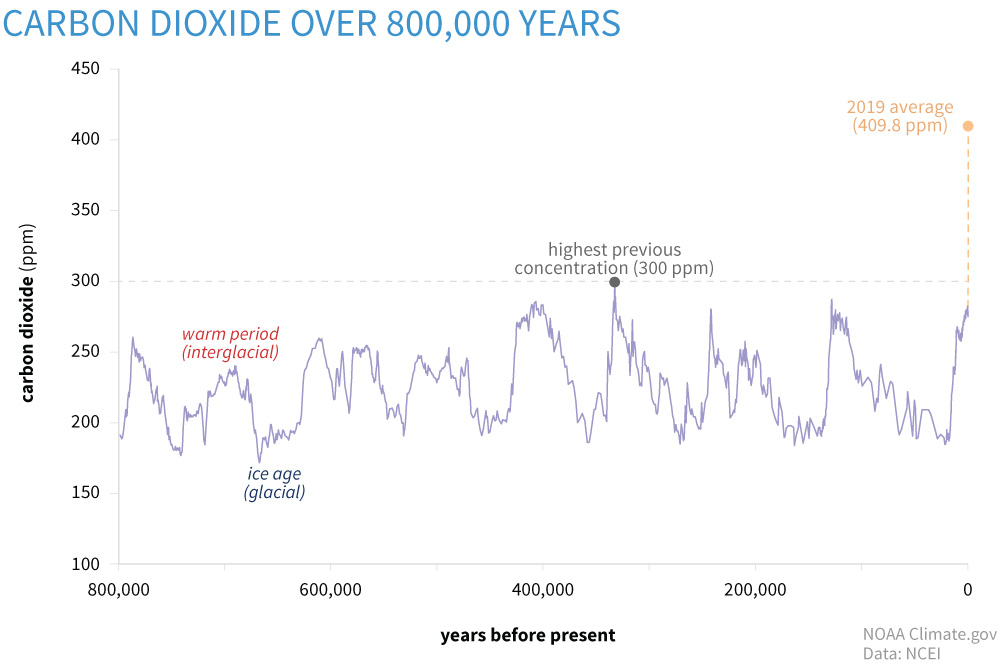 CARBON DIOXIDE OVER 800,000 YEARS
450
400
350
300
250
200
150
100
carbon dioxide (ppm)
2019 average
(409.8 ppm)
highest previous
concentration (300 ppm)
warm period
(interglacial)
ice age
(glacial)
800,000
600,000
400,000
200,000
0
years before present
NOAA Climate.gov
Data: NCEI